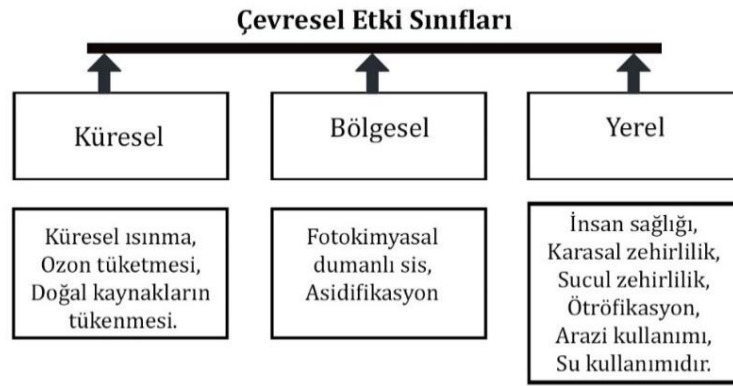 Çevresel Etki Sınıfları
Küresel
Bölgesel
Yerel
Küresel ısınma,
Ozon tüketmesi,
Doğal kaynakların
tükenmesi.
Fotokimyasal
dumanlı sis,
Asidifikasyon
İnsan sağlığı,
Karasal zehirlilik,
Sucul zehirlilik,
Ötröfikasyon,
Arazi kullanımı,
Su kullanımıdır.